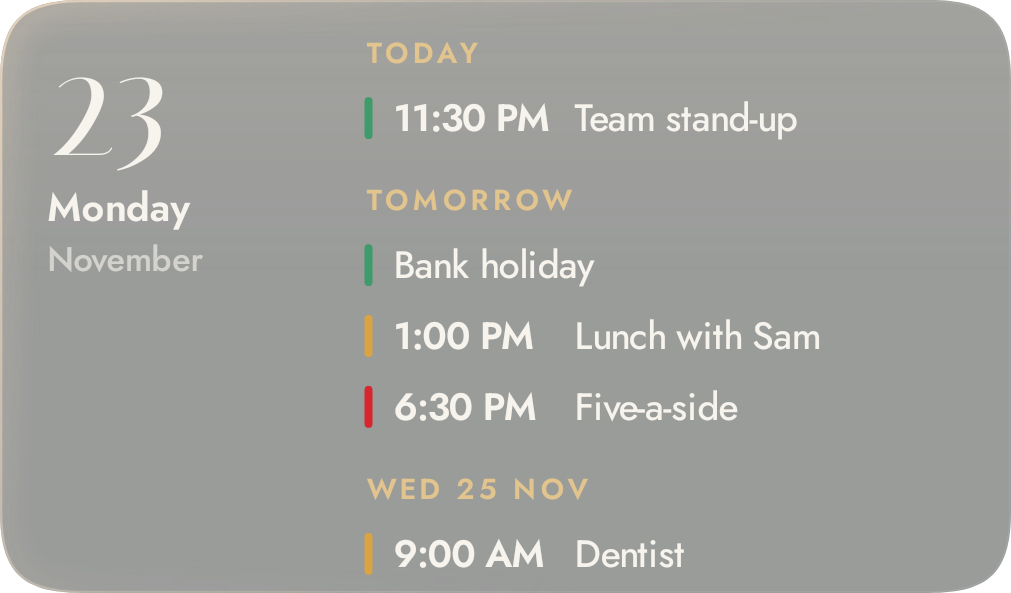 23
Monday
November
TODAY
11:30 PM Team stand-up
TOMORROW
Bank holiday
1:00 PM Lunch with Sam
6:30 PM Five-a-side
WED 25 NOV
9:00 AM Dentist